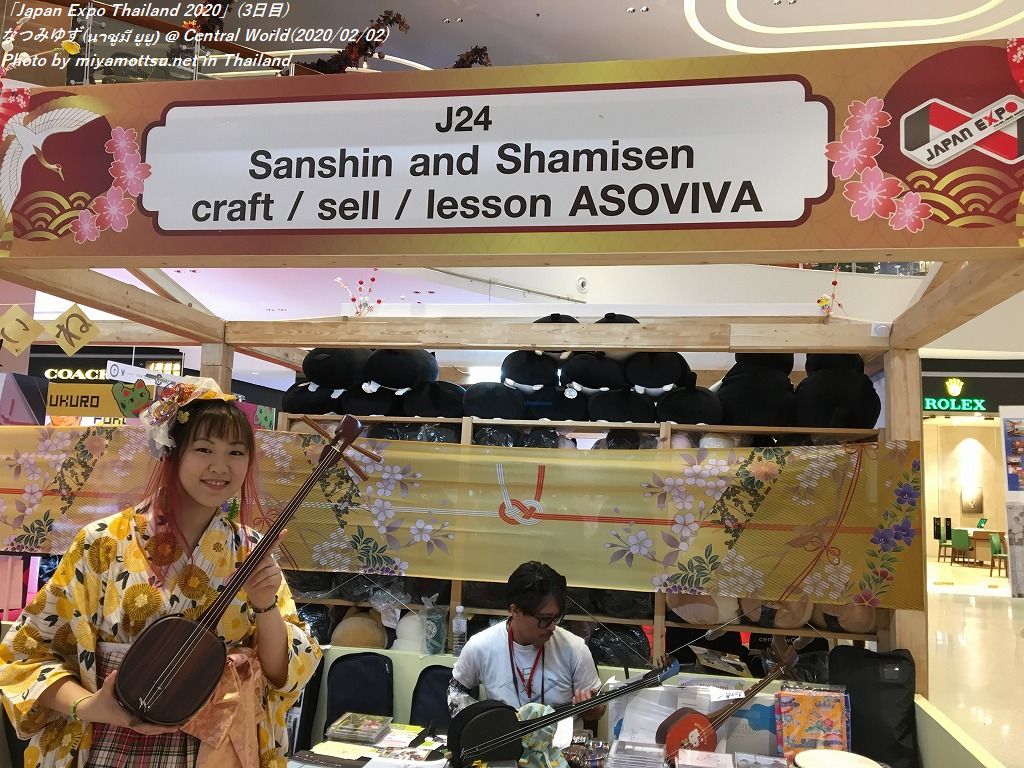 「Japan Expo Thailand 2020」 (3日目)
なつみゆず(นาซูมิ ยูยุ) @ Central World(2020/02/02)
Photo by miyamottsu.net in Thailand
J24
Sanshin and Shamisen
craft / sell / lesson ASOVIVA
JAPAN EXPO
COACH
UKURO
ROLEX